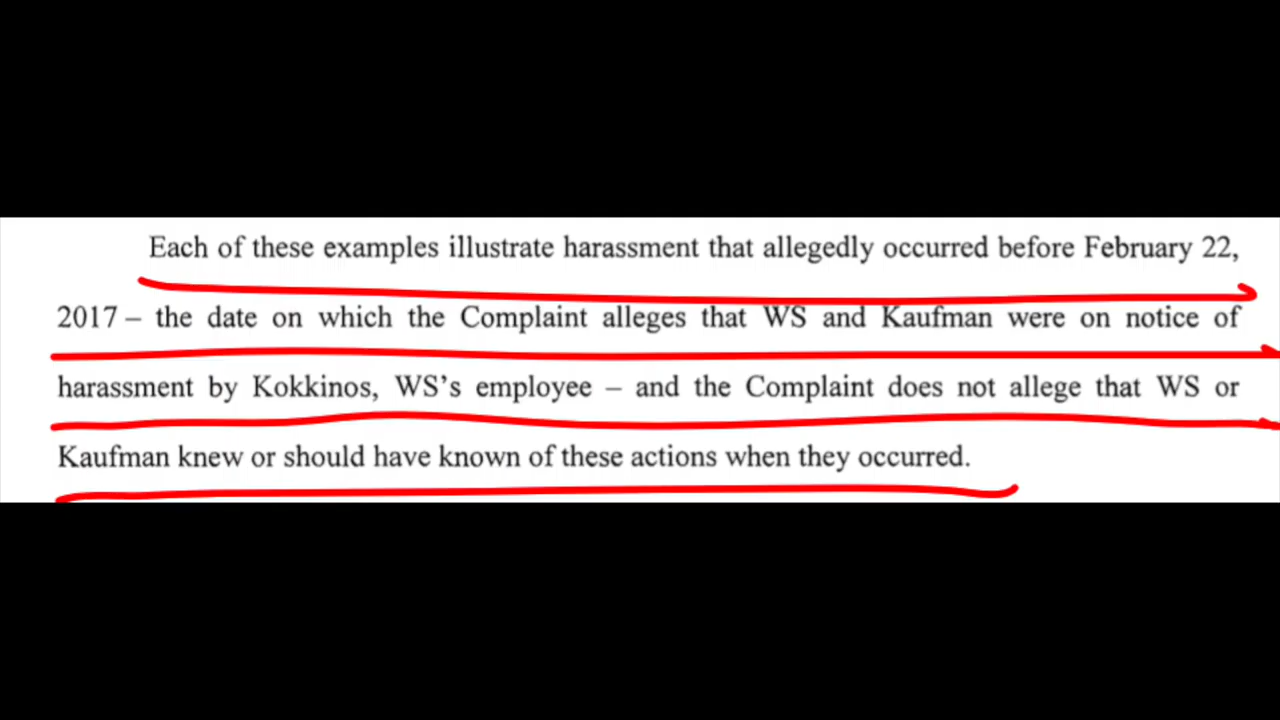 Each of these examples illustrate harassment that allegedly occurred before February 22,
2017 – the date on which the Complaint alleges that WS and Kaufman were on notice of
harassment by Kokkinos, WS’s employee – and the Complaint does not allege that WS or
Kaufman knew or should have known of these actions when they occurred.